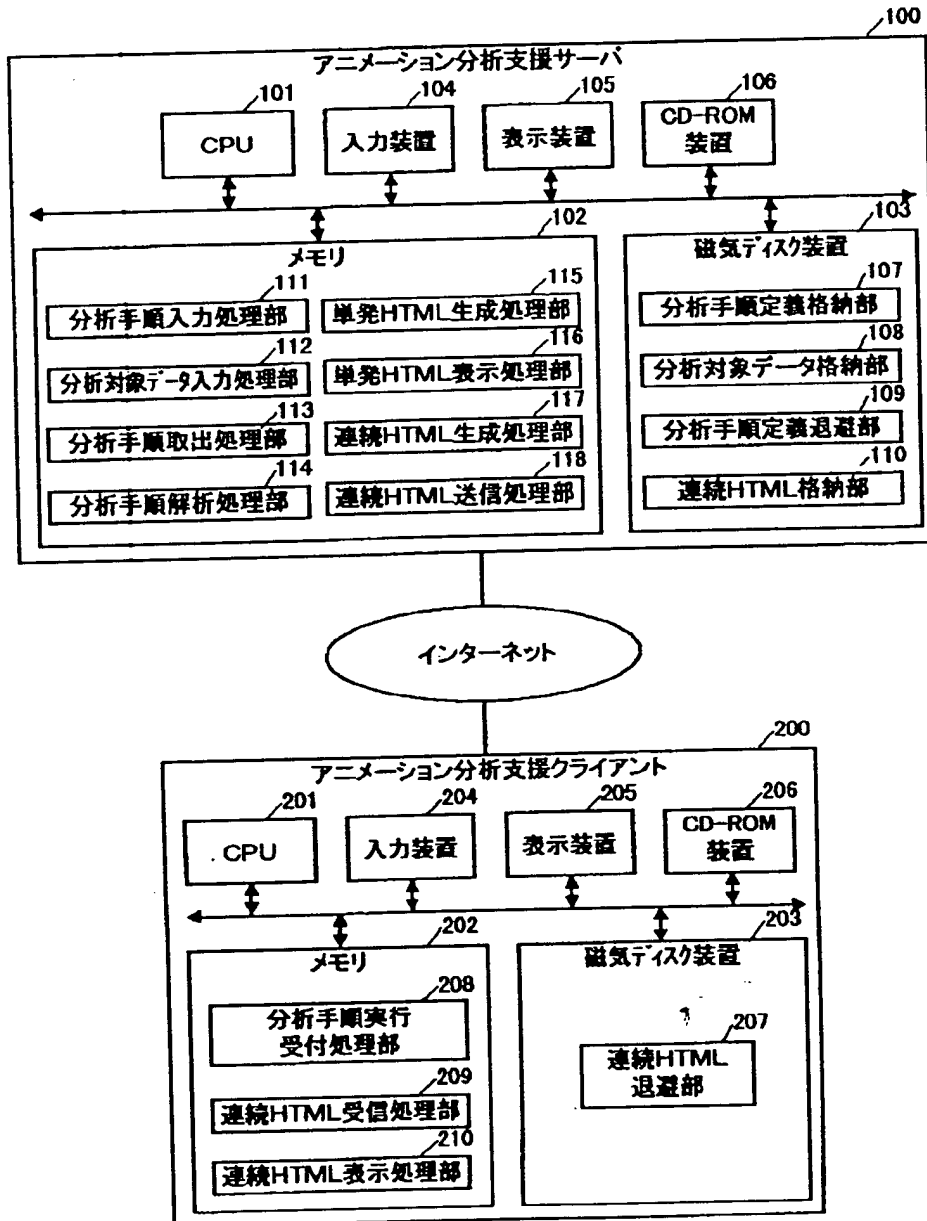 100
アニメーション分析支援サーバ
101
104
105
106
CPU
入力装置
表示装置
CD-ROM
装置
102
103
メモリ
磁気ディスク装置
111
分析手順入力処理部
112
分析対象データ入力処理部
113
分析手順取出処理部
114
分析手順解析処理部
115
単発HTML生成処理部
116
単発HTML表示処理部
117
連続HTML生成処理部
118
連続HTML送信処理部
107
分析手順定義格納部
108
分析対象データ格納部
109
分析手順定義退避部
110
連続HTML格納部
インターネット
200
アニメーション分析支援クライアント
201
204
205
206
CPU
入力装置
表示装置
CD-ROM
装置
202
203
メモリ
磁気ディスク装置
208
分析手順実行
受付処理部
209
連続HTML受信処理部
210
連続HTML表示処理部
207
連続HTML
退避部